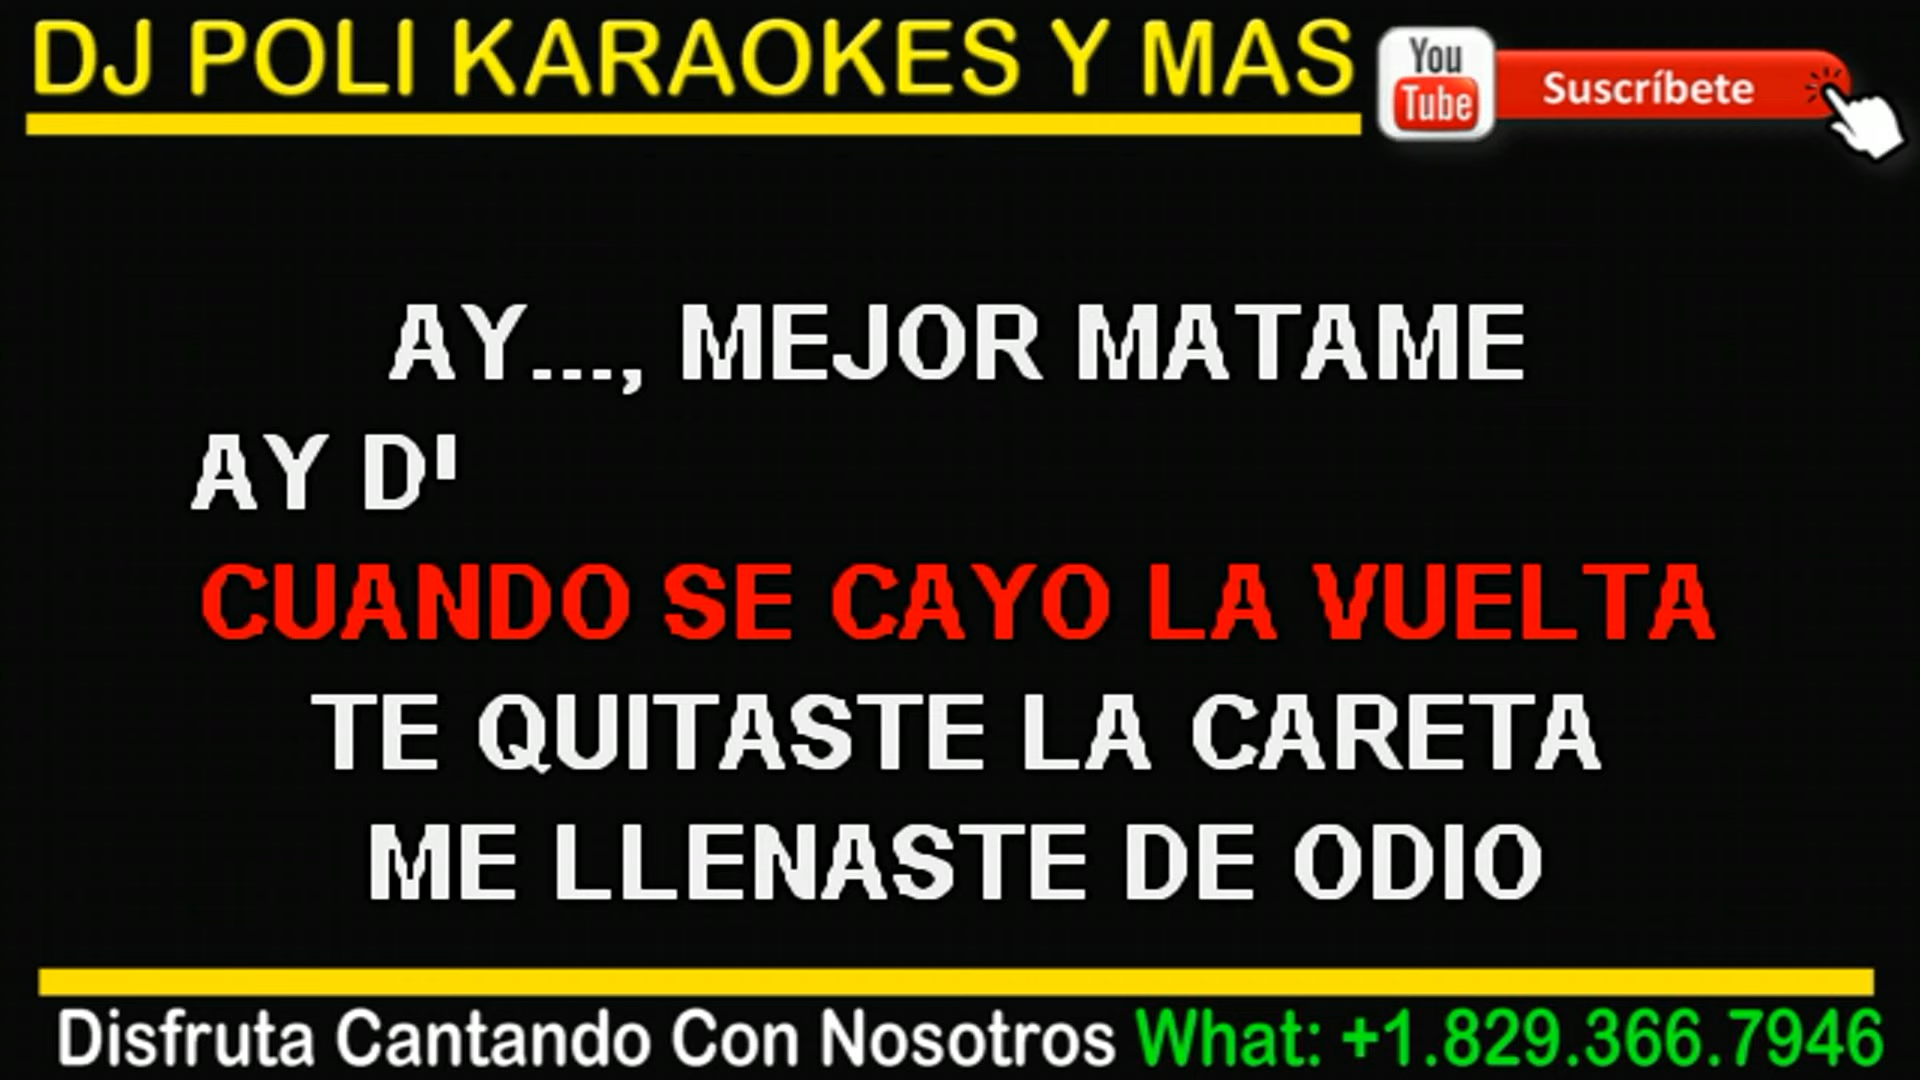 DJ POLI KARAOKES Y MAS
You
Tube
Suscríbete
AY..., MEJOR MATAME
AY D'
CUANDO SE CAYO LA VUELTA
TE QUITASTE LA CARETA
ME LLENASTE DE ODIO
Disfruta Cantando Con Nosotros What: +1.829.366.7946